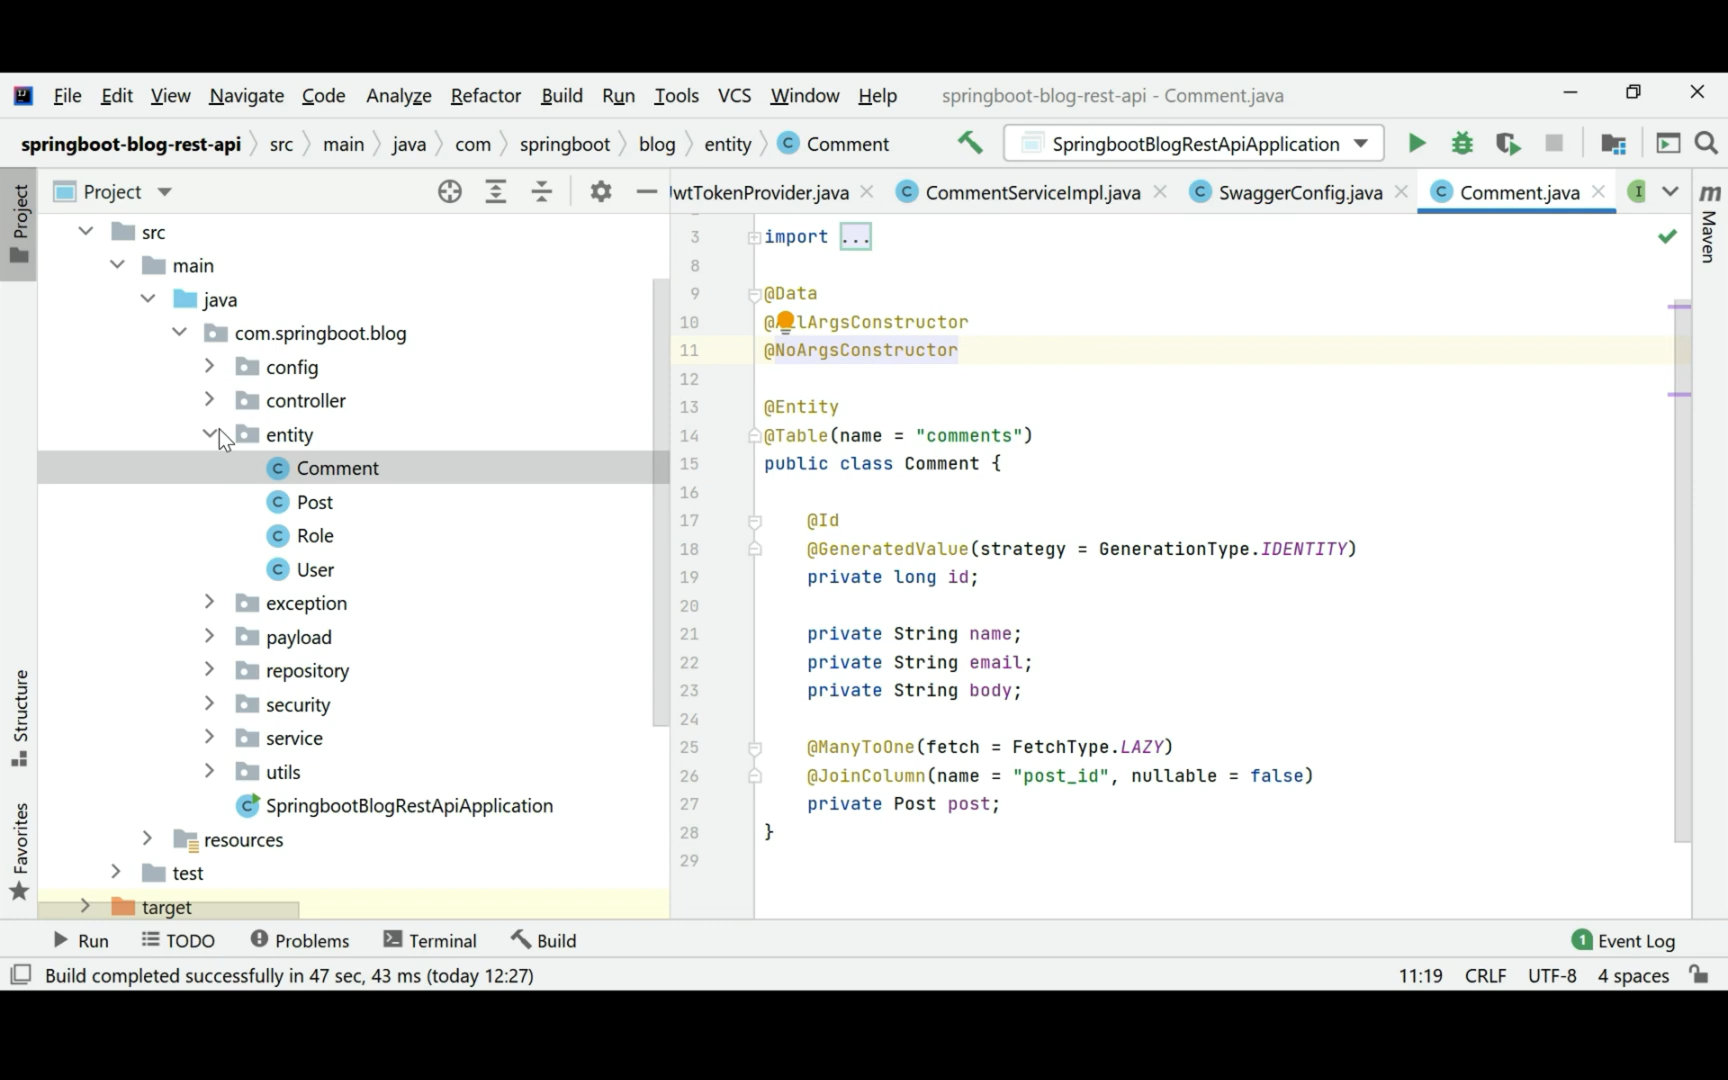 File Edit View Navigate Code Analyze Refactor Build Run Tools VCS Window Help springboot-blog-rest-api - Comment.java
springboot-blog-rest-api src main java com springboot blog entity C Comment SpringbootBlogRestApiApplication
Project
Project
wtTokenProvider.java C CommentServiceImpl.java C SwaggerConfig.java C Comment.java I
m Maven
src
main
java
com.springboot.blog
config
controller
entity
C Comment
C Post
C Role
C User
exception
payload
repository
security
service
utils
C SpringbootBlogRestApiApplication
resources
test
target
Structure
Favorites
3 import ...
8
9 @Data
10 @AllArgsConstructor
11 @NoArgsConstructor
12
13 @Entity
14 @Table(name = "comments")
15 public class Comment {
16
17 @Id
18 @GeneratedValue(strategy = GenerationType.IDENTITY)
19 private long id;
20
21 private String name;
22 private String email;
23 private String body;
24
25 @ManyToOne(fetch = FetchType.LAZY)
26 @JoinColumn(name = "post_id", nullable = false)
27 private Post post;
28 }
29
Run TODO Problems Terminal Build 1 Event Log
Build completed successfully in 47 sec, 43 ms (today 12:27) 11:19 CRLF UTF-8 4 spaces